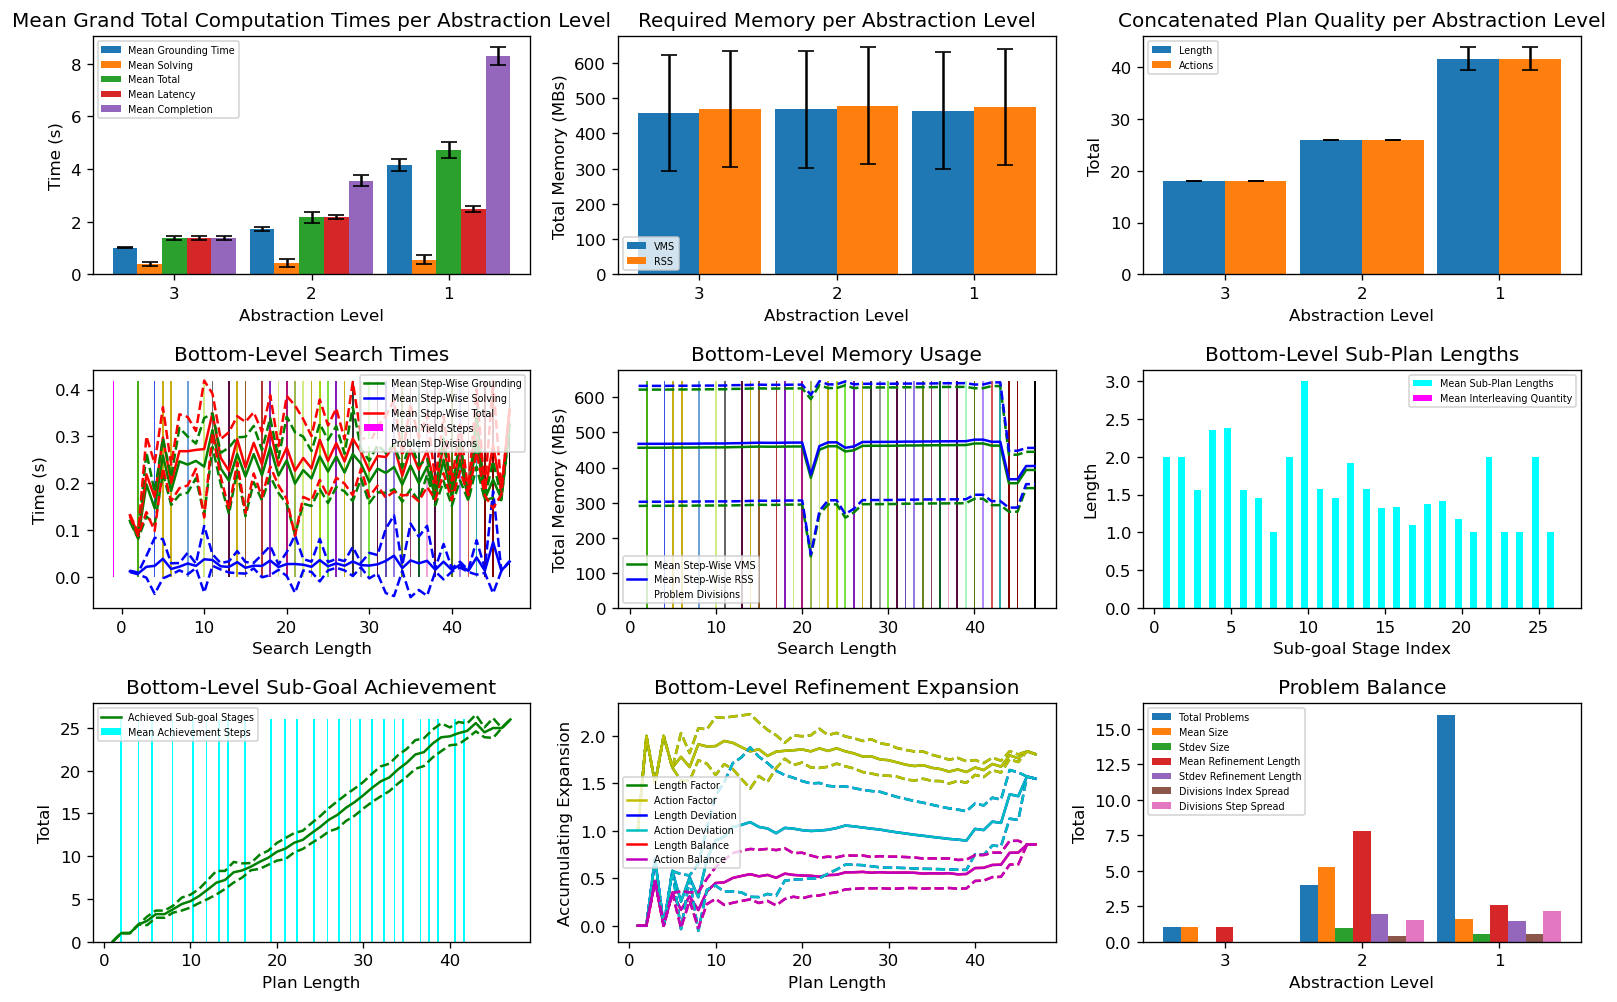 Mean Grand Total Computation Times per Abstraction Level
Time (s)
8
6
4
2
0
Mean Grounding Time
Mean Solving
Mean Total
Mean Latency
Mean Completion
3 2 1
Abstraction Level
Required Memory per Abstraction Level
Total Memory (MBs)
600
500
400
300
200
100
0
VMS
RSS
3 2 1
Abstraction Level
Concatenated Plan Quality per Abstraction Level
Total
40
30
20
10
0
Length
Actions
3 2 1
Abstraction Level
Bottom-Level Search Times
Time (s)
0.4
0.3
0.2
0.1
0.0
Mean Step-Wise Grounding
Mean Step-Wise Solving
Mean Step-Wise Total
Mean Yield Steps
Problem Divisions
0 10 20 30 40
Search Length
Bottom-Level Memory Usage
Total Memory (MBs)
600
500
400
300
200
100
0
Mean Step-Wise VMS
Mean Step-Wise RSS
Problem Divisions
0 10 20 30 40
Search Length
Bottom-Level Sub-Plan Lengths
Length
3.0
2.5
2.0
1.5
1.0
0.5
0.0
Mean Sub-Plan Lengths
Mean Interleaving Quantity
0 5 10 15 20 25
Sub-goal Stage Index
Bottom-Level Sub-Goal Achievement
Total
25
20
15
10
5
0
Achieved Sub-goal Stages
Mean Achievement Steps
0 10 20 30 40
Plan Length
Bottom-Level Refinement Expansion
Accumulating Expansion
2.0
1.5
1.0
0.5
0.0
Length Factor
Action Factor
Length Deviation
Action Deviation
Length Balance
Action Balance
0 10 20 30 40
Plan Length
Problem Balance
Total
15.0
12.5
10.0
7.5
5.0
2.5
0.0
Total Problems
Mean Size
Stdev Size
Mean Refinement Length
Stdev Refinement Length
Divisions Index Spread
Divisions Step Spread
3 2 1
Abstraction Level